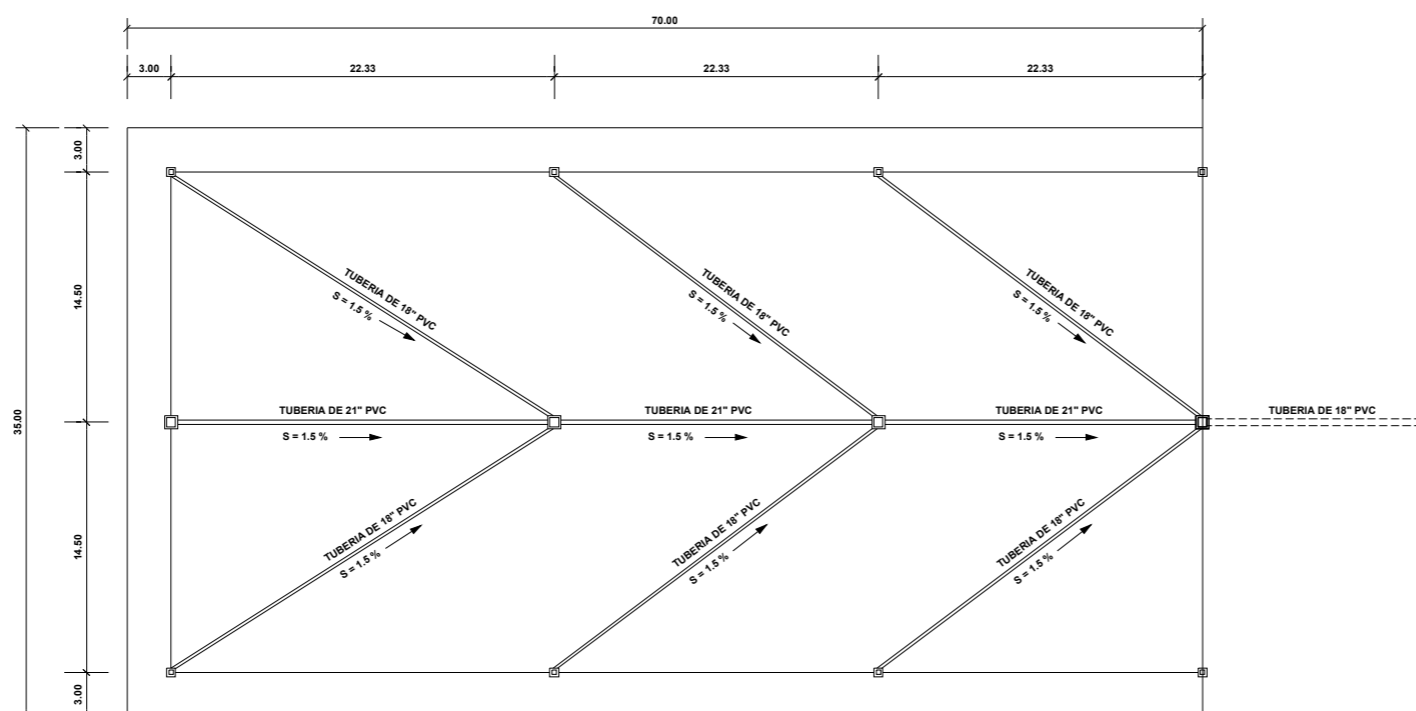 70.00
3.00
22.33
22.33
22.33
3.00
14.50
35.00
14.50
3.00
TUBERIA DE 18" PVC
S = 1.5 %
TUBERIA DE 18" PVC
S = 1.5 %
TUBERIA DE 18" PVC
S = 1.5 %
TUBERIA DE 21" PVC
S = 1.5 %
TUBERIA DE 21" PVC
S = 1.5 %
TUBERIA DE 21" PVC
S = 1.5 %
TUBERIA DE 18" PVC
TUBERIA DE 18" PVC
S = 1.5 %
TUBERIA DE 18" PVC
S = 1.5 %
TUBERIA DE 18" PVC
S = 1.5 %